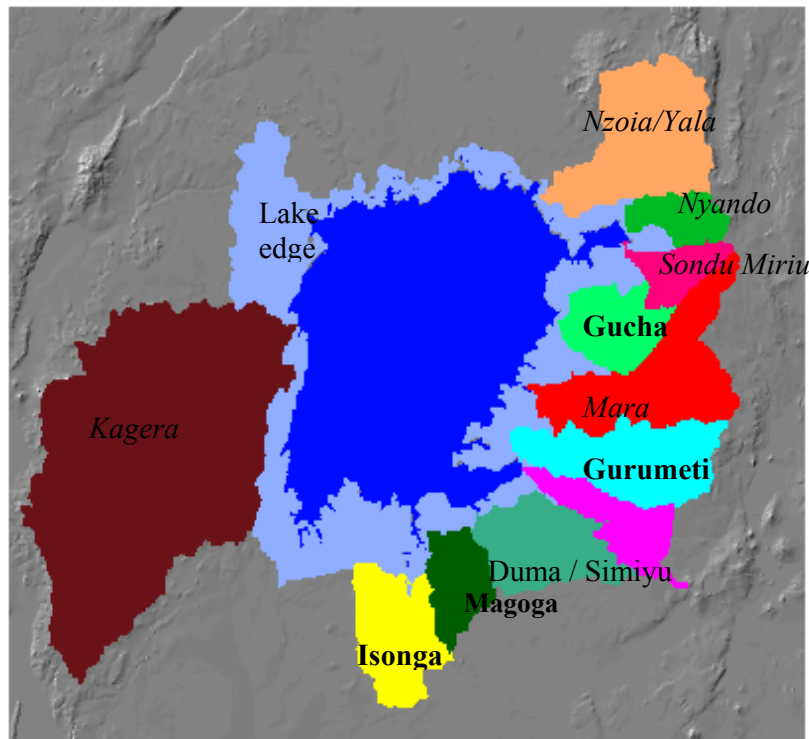 Nzoia/Yala
Nyando
Lake
edge
Sondu Miriu
Gucha
Mara
Kagera
Gurumeti
Duma / Simiyu
Magoga
Isonga